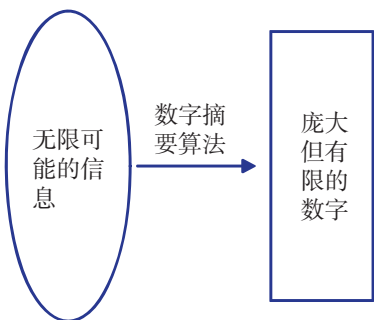 无限可
能的信
息
数字摘
要算法
庞大
但有
限的
数字